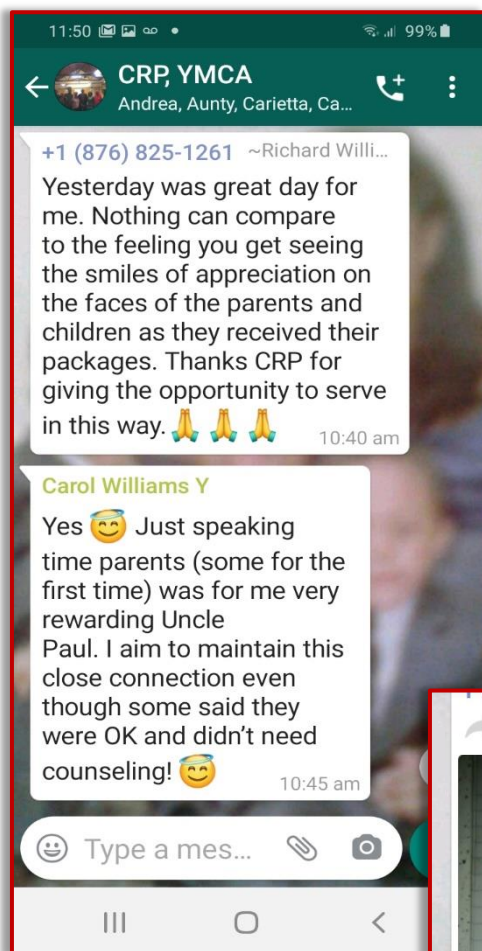 11:50
99%
CRP, YMCA
Andrea, Aunty, Carietta, Ca...
+1 (876) 825-1261 ~Richard Willi...
Yesterday was great day for
me. Nothing can compare
to the feeling you get seeing
the smiles of appreciation on
the faces of the parents and
children as they received their
packages. Thanks CRP for
giving the opportunity to serve
in this way. 🙏 🙏 🙏
10:40 am
Carol Williams Y
Yes 😇 Just speaking
time parents (some for the
first time) was for me very
rewarding Uncle
Paul. I aim to maintain this
close connection even
though some said they
were OK and didn't need
counseling! 😇
10:45 am
Type a mes...